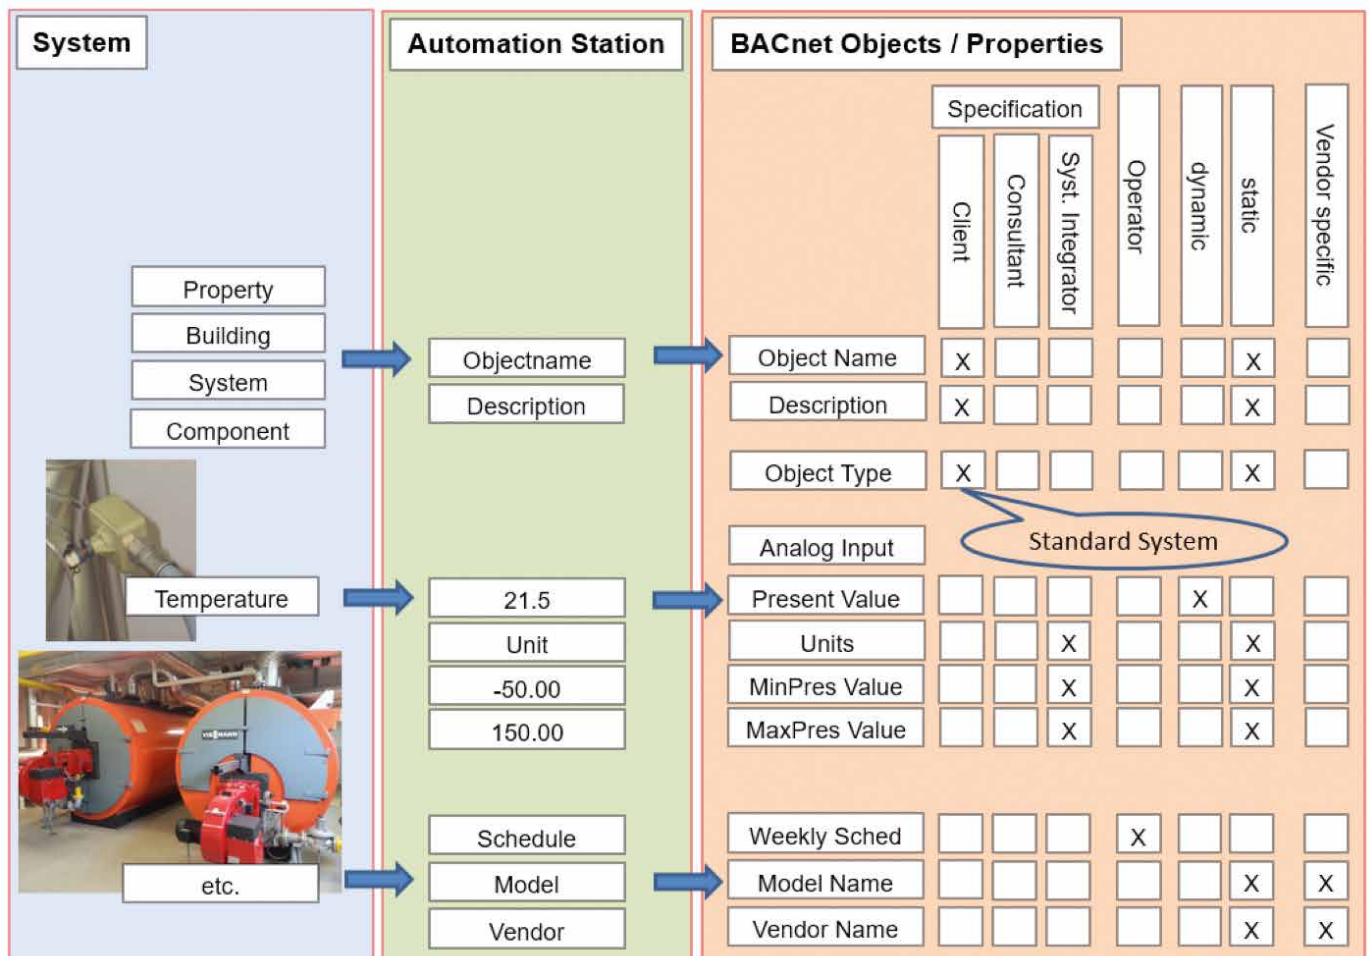 System
Automation Station
BACnet Objects / Properties
Specification
Client
Consultant
Syst. Integrator
Operator
dynamic
static
Vendor specific
Property
Building
System
Component
Objectname
Description
Object Name X X
Description X X
Object Type X X
Standard System
Analog Input
Temperature
21.5
Unit
-50.00
150.00
Present Value X
Units X X
MinPres Value X X
MaxPres Value X X
VIESSMANN
etc.
Schedule
Model
Vendor
Weekly Sched X
Model Name X X
Vendor Name X X